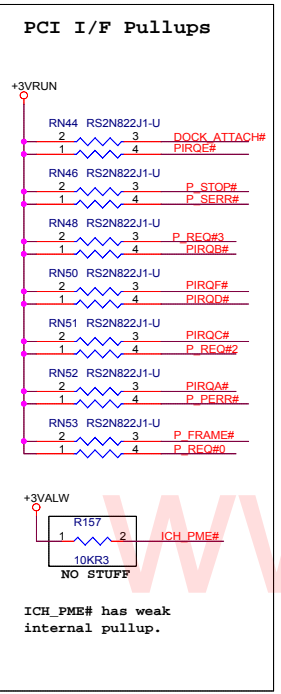 PCI I/F Pullups
+3VRUN
RN44 RS2N822J1-U
2 3 DOCK_ATTACH#
1 4 PIRQE#
RN46 RS2N822J1-U
2 3 P_STOP#
1 4 P_SERR#
RN48 RS2N822J1-U
2 3 P_REQ#3
1 4 PIRQB#
RN50 RS2N822J1-U
2 3 PIRQF#
1 4 PIRQD#
RN51 RS2N822J1-U
2 3 PIRQC#
1 4 P_REQ#2
RN52 RS2N822J1-U
2 3 PIRQA#
1 4 P_PERR#
RN53 RS2N822J1-U
2 3 P_FRAME#
1 4 P_REQ#0
+3VALW
R157
1 2 ICH_PME#
10KR3
NO STUFF
ICH_PME# has weak
internal pullup.